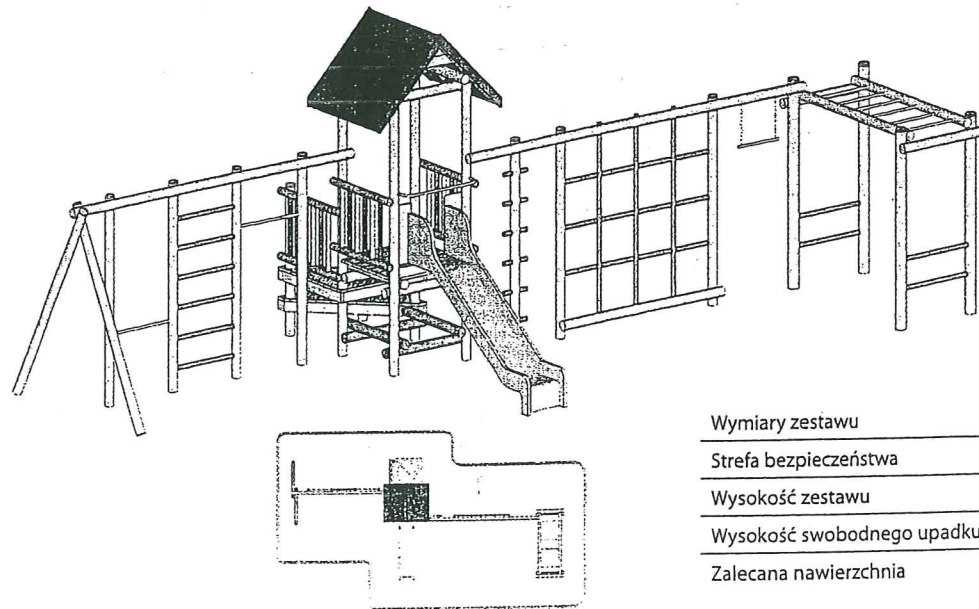 Wymiary zestawu
Strefa bezpieczeństwa
Wysokość zestawu
Wysokość swobodnego upadku
Zalecana nawierzchnia